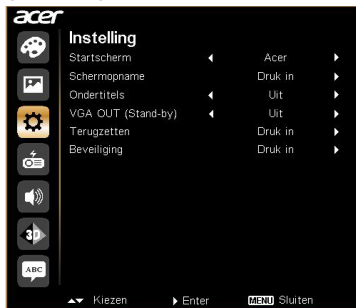 acer
Instelling
Startscherm Acer
Schermopname Druk in
Ondertitels Uit
VGA OUT (Stand-by) Uit
Terugzetten Druk in
Beveiliging Druk in
3D
ABC
Kiezen Enter MENU Sluiten